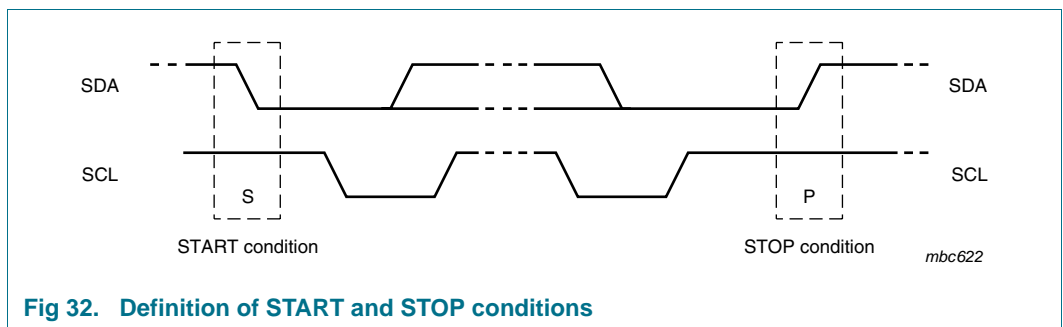 SDA
SDA
SCL
SCL
S
P
START condition
STOP condition
mbc622
Fig 32. Definition of START and STOP conditions